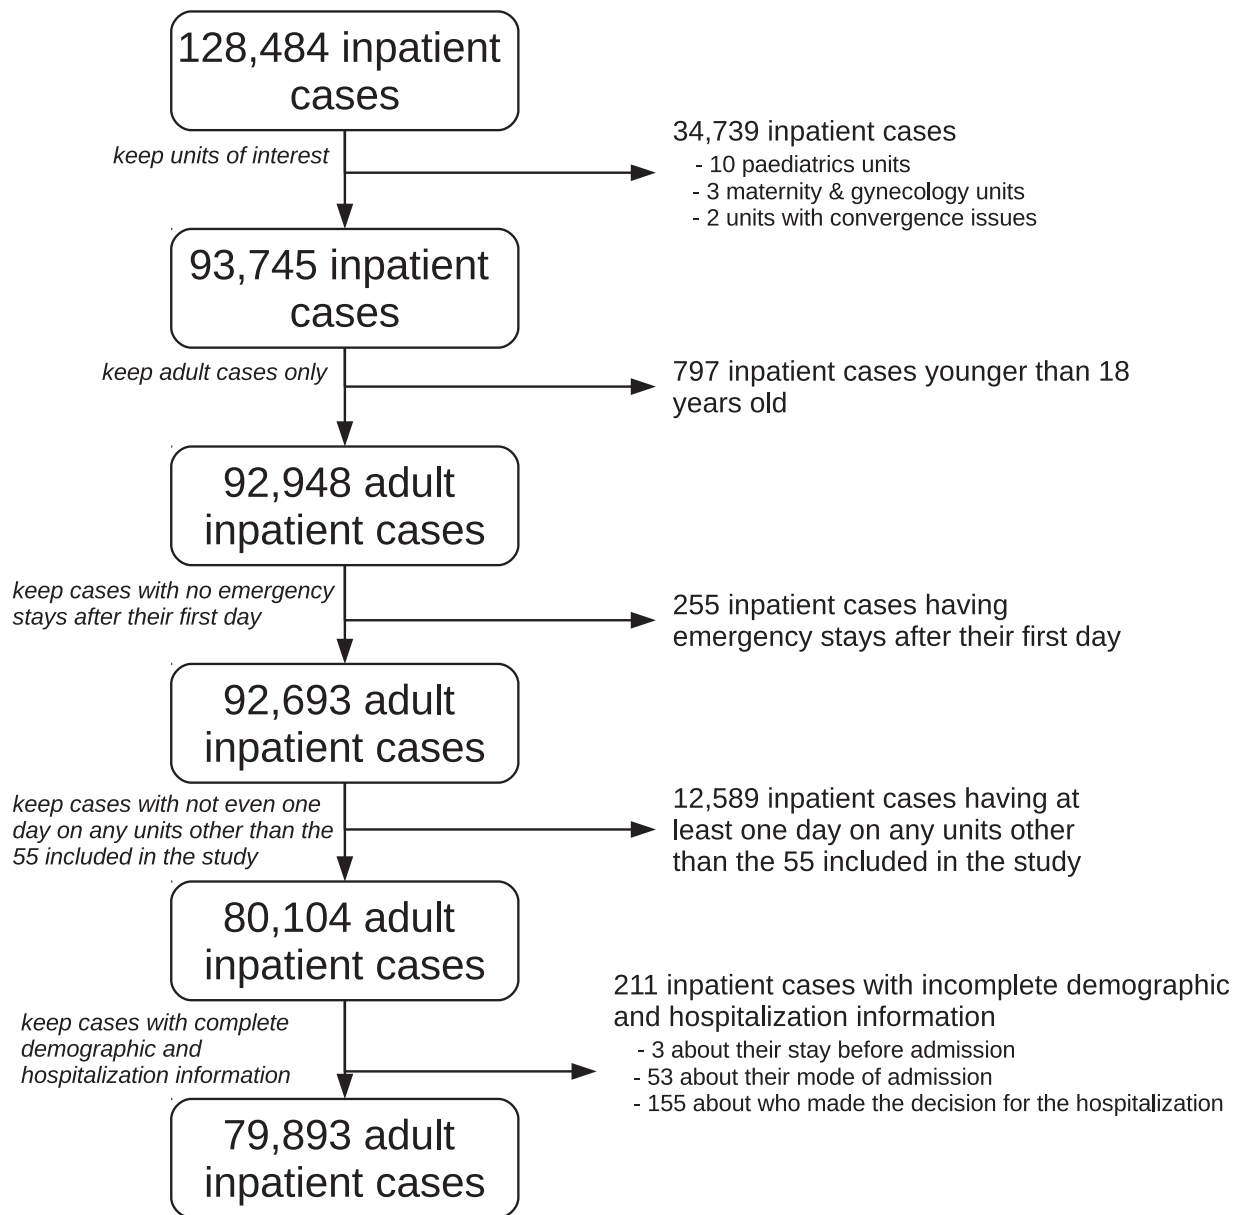 128,484 inpatient
cases
keep units of interest
34,739 inpatient cases
- 10 paediatrics units
- 3 maternity & gynecology units
- 2 units with convergence issues
93,745 inpatient
cases
keep adult cases only
797 inpatient cases younger than 18
years old
92,948 adult
inpatient cases
keep cases with no emergency
stays after their first day
255 inpatient cases having
emergency stays after their first day
92,693 adult
inpatient cases
keep cases with not even one
day on any units other than the
55 included in the study
12,589 inpatient cases having at
least one day on any units other
than the 55 included in the study
80,104 adult
inpatient cases
keep cases with complete
demographic and
hospitalization information
211 inpatient cases with incomplete demographic
and hospitalization information
- 3 about their stay before admission
- 53 about their mode of admission
- 155 about who made the decision for the hospitalization
79,893 adult
inpatient cases